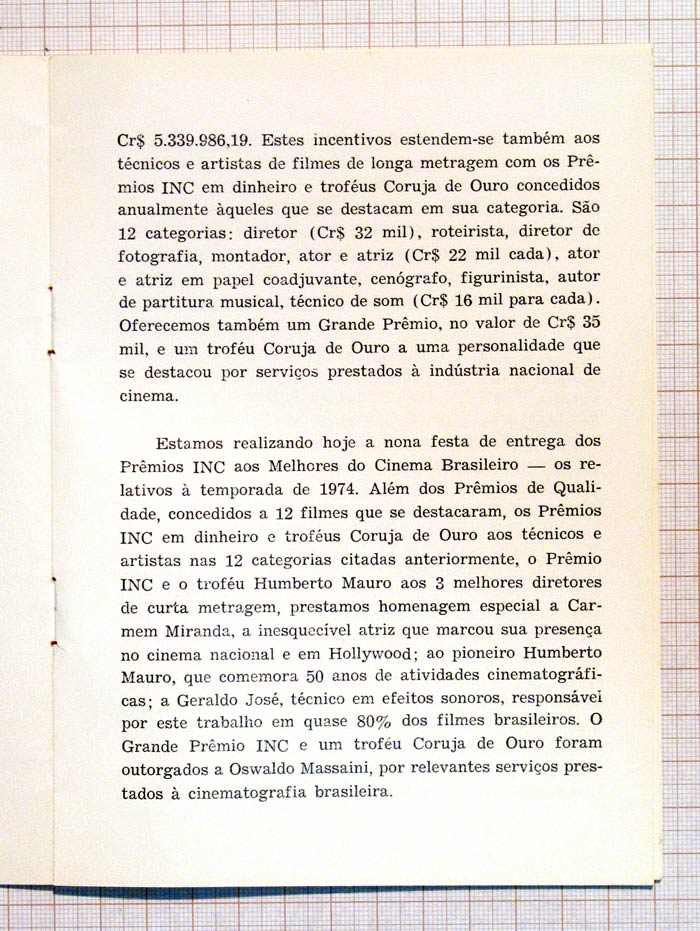 Cr$ 5.339.986,19. Estes incentivos estendem-se também aos
técnicos e artistas de filmes de longa metragem com os Prê-
mios INC em dinheiro e troféus Coruja de Ouro concedidos
anualmente àqueles que se destacam em sua categoria. São
12 categorias: diretor (Cr$ 32 mil), roteirista, diretor de
fotografia, montador, ator e atriz (Cr$ 22 mil cada), ator
e atriz em papel coadjuvante, cenógrafo, figurinista, autor
de partitura musical, técnico de som (Cr$ 16 mil para cada).
Oferecemos também um Grande Prêmio, no valor de Cr$ 35
mil, e um troféu Coruja de Ouro a uma personalidade que
se destacou por serviços prestados à indústria nacional de
cinema.
Estamos realizando hoje a nona festa de entrega dos
Prêmios INC aos Melhores do Cinema Brasileiro — os re-
lativos à temporada de 1974. Além dos Prêmios de Quali-
dade, concedidos a 12 filmes que se destacaram, os Prêmios
INC em dinheiro e troféus Coruja de Ouro aos técnicos e
artistas nas 12 categorias citadas anteriormente, o Prêmio
INC e o troféu Humberto Mauro aos 3 melhores diretores
de curta metragem, prestamos homenagem especial a Car-
mem Miranda, a inesquecível atriz que marcou sua presença
no cinema nacional e em Hollywood; ao pioneiro Humberto
Mauro, que comemora 50 anos de atividades cinematográfi-
cas; a Geraldo José, técnico em efeitos sonoros, responsável
por este trabalho em quase 80% dos filmes brasileiros. O
Grande Prêmio INC e um troféu Coruja de Ouro foram
outorgados a Oswaldo Massaini, por relevantes serviços pres-
tados à cinematografia brasileira.